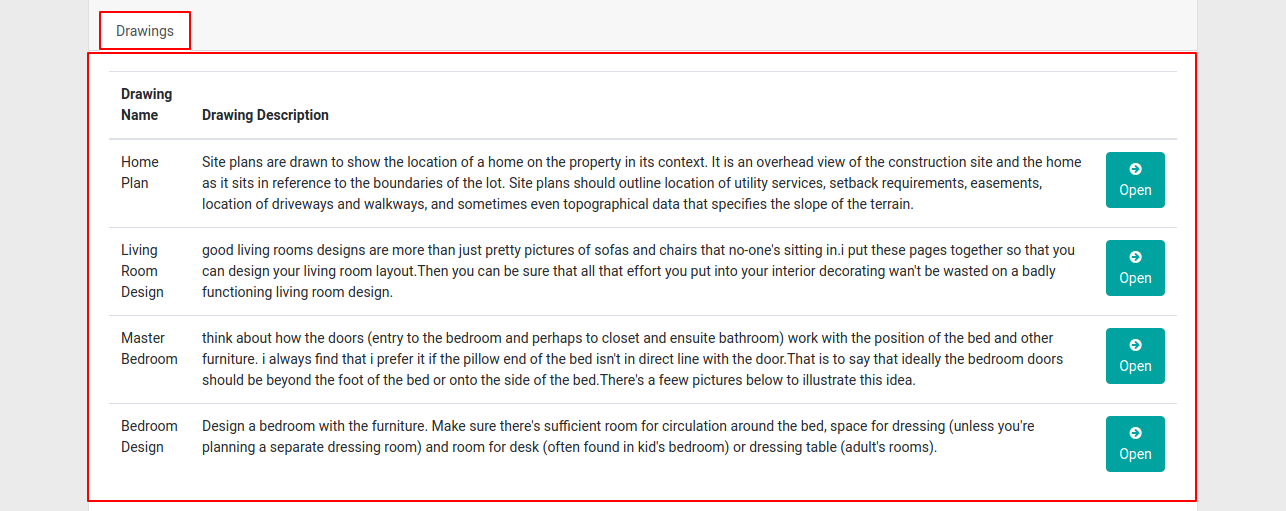 Drawings
Drawing
Name
Drawing Description
Home
Plan
Site plans are drawn to show the location of a home on the property in its context. It is an overhead view of the construction site and the home
as it sits in reference to the boundaries of the lot. Site plans should outline location of utility services, setback requirements, easements,
location of driveways and walkways, and sometimes even topographical data that specifies the slope of the terrain.
Open
Living
Room
Design
good living rooms designs are more than just pretty pictures of sofas and chairs that no-one's sitting in.i put these pages together so that you
can design your living room layout.Then you can be sure that all that effort you put into your interior decorating wan't be wasted on a badly
functioning living room design.
Open
Master
Bedroom
think about how the doors (entry to the bedroom and perhaps to closet and ensuite bathroom) work with the position of the bed and other
furniture. i always find that i prefer it if the pillow end of the bed isn't in direct line with the door.That is to say that ideally the bedroom doors
should be beyond the foot of the bed or onto the side of the bed.There's a feew pictures below to illustrate this idea.
Open
Bedroom
Design
Design a bedroom with the furniture. Make sure there's sufficient room for circulation around the bed, space for dressing (unless you're
planning a separate dressing room) and room for desk (often found in kid's bedroom) or dressing table (adult's rooms).
Open